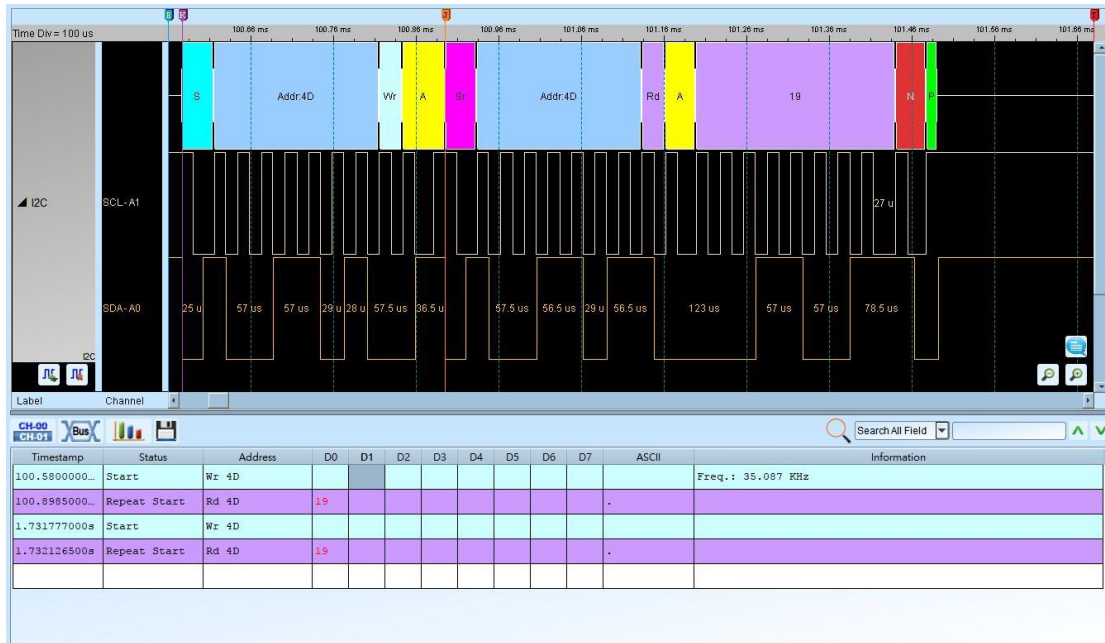 Time Div = 100 us
100.66 ms 100.76 ms 100.86 ms 100.96 ms 101.06 ms 101.16 ms 101.26 ms 101.36 ms 101.46 ms 101.56 ms 101.66 ms
S Addr:4D Wr A Sr Addr:4D Rd A 19 N P
I2C SCL-A1 27 u
SDA-A0 25 u 57 us 57 us 29 u 28 u 57.5 us 36.5 u 57.5 us 56.5 us 29 u 56.5 us 123 us 57 us 57 us 78.5 us
I2C
Label Channel
CH-00 Bus Search All Field
CH-01
Timestamp Status Address D0 D1 D2 D3 D4 D5 D6 D7 ASCII Information
100.5800000... Start Wr 4D Freq.: 35.087 KHz
100.8985000... Repeat Start Rd 4D 19 .
1.731777000s Start Wr 4D
1.732126500s Repeat Start Rd 4D 19 .